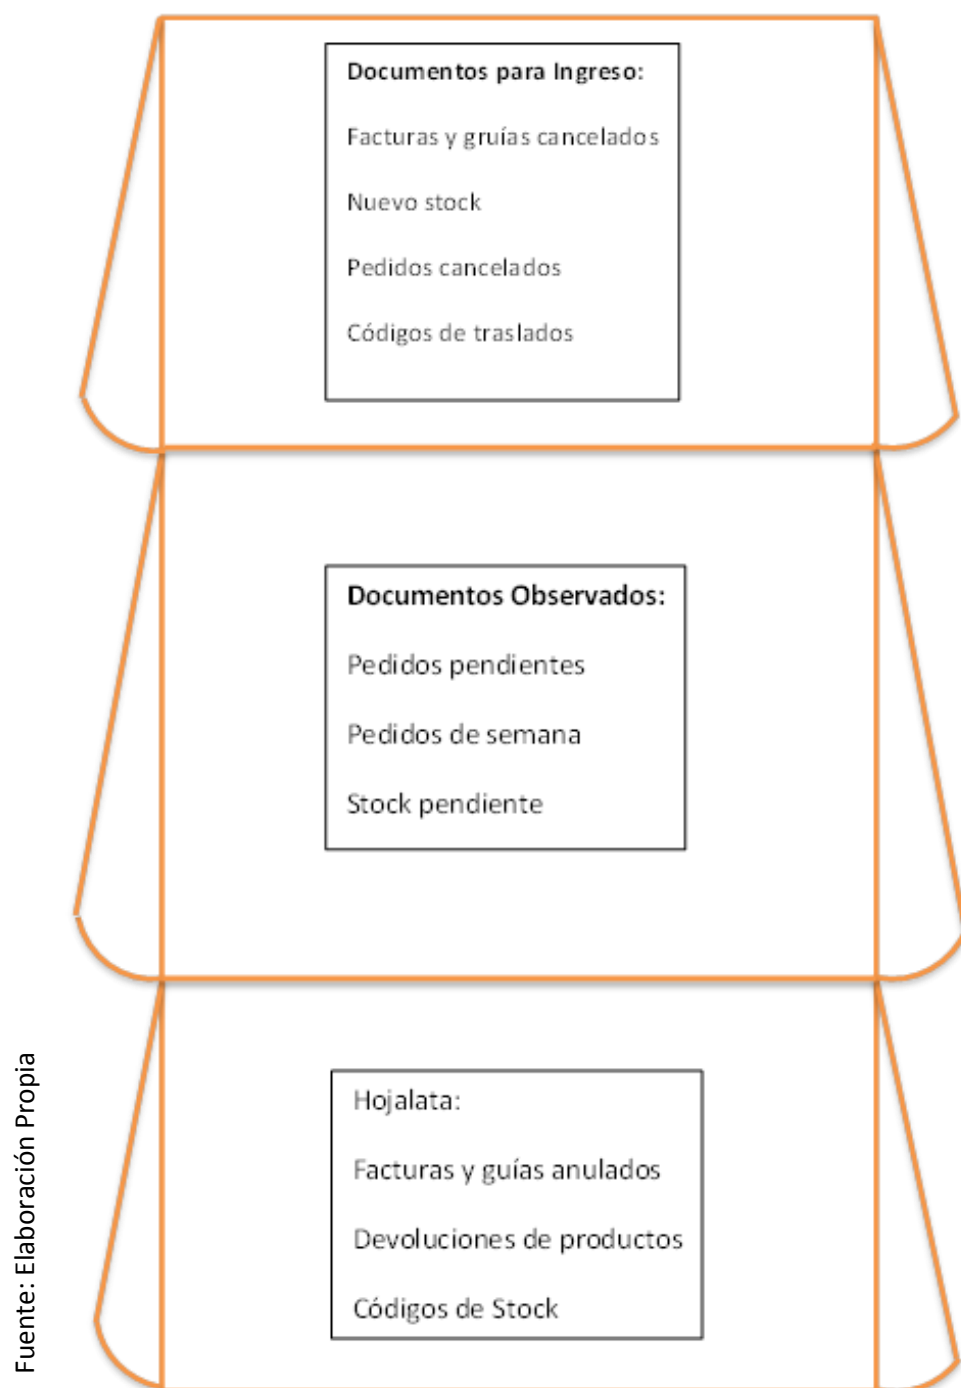 Documentos para Ingreso:
Facturas y gruías cancelados
Nuevo stock
Pedidos cancelados
Códigos de traslados
Documentos Observados:
Pedidos pendientes
Pedidos de semana
Stock pendiente
Hojalata:
Facturas y guías anulados
Devoluciones de productos
Códigos de Stock
Fuente: Elaboración Propia